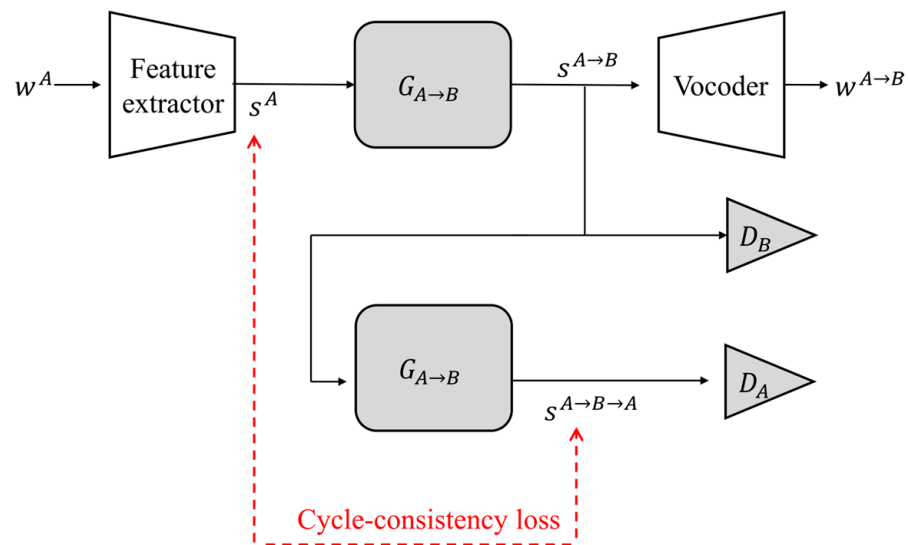 w^A
Feature
extractor
s^A
G_{A→B}
s^{A→B}
Vocoder
w^{A→B}
D_B
G_{A→B}
s^{A→B→A}
D_A
Cycle-consistency loss